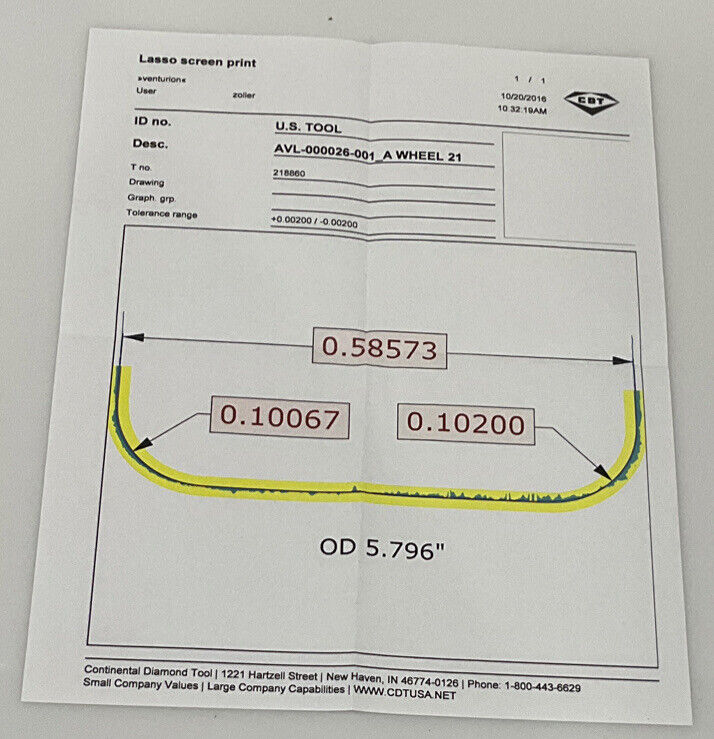 Lasso screen print
»venturion«
User zoller
1 / 1
10/20/2016
10:32:19AM
CDT
ID no. U.S. TOOL
Desc. AVL-000026-001_A WHEEL 21
T no. 218860
Drawing
Graph. grp.
Tolerance range +0.00200 / -0.00200
0.58573
0.10067 0.10200
OD 5.796"
Continental Diamond Tool | 1221 Hartzell Street | New Haven, IN 46774-0126 | Phone: 1-800-443-6629
Small Company Values | Large Company Capabilities | WWW.CDTUSA.NET